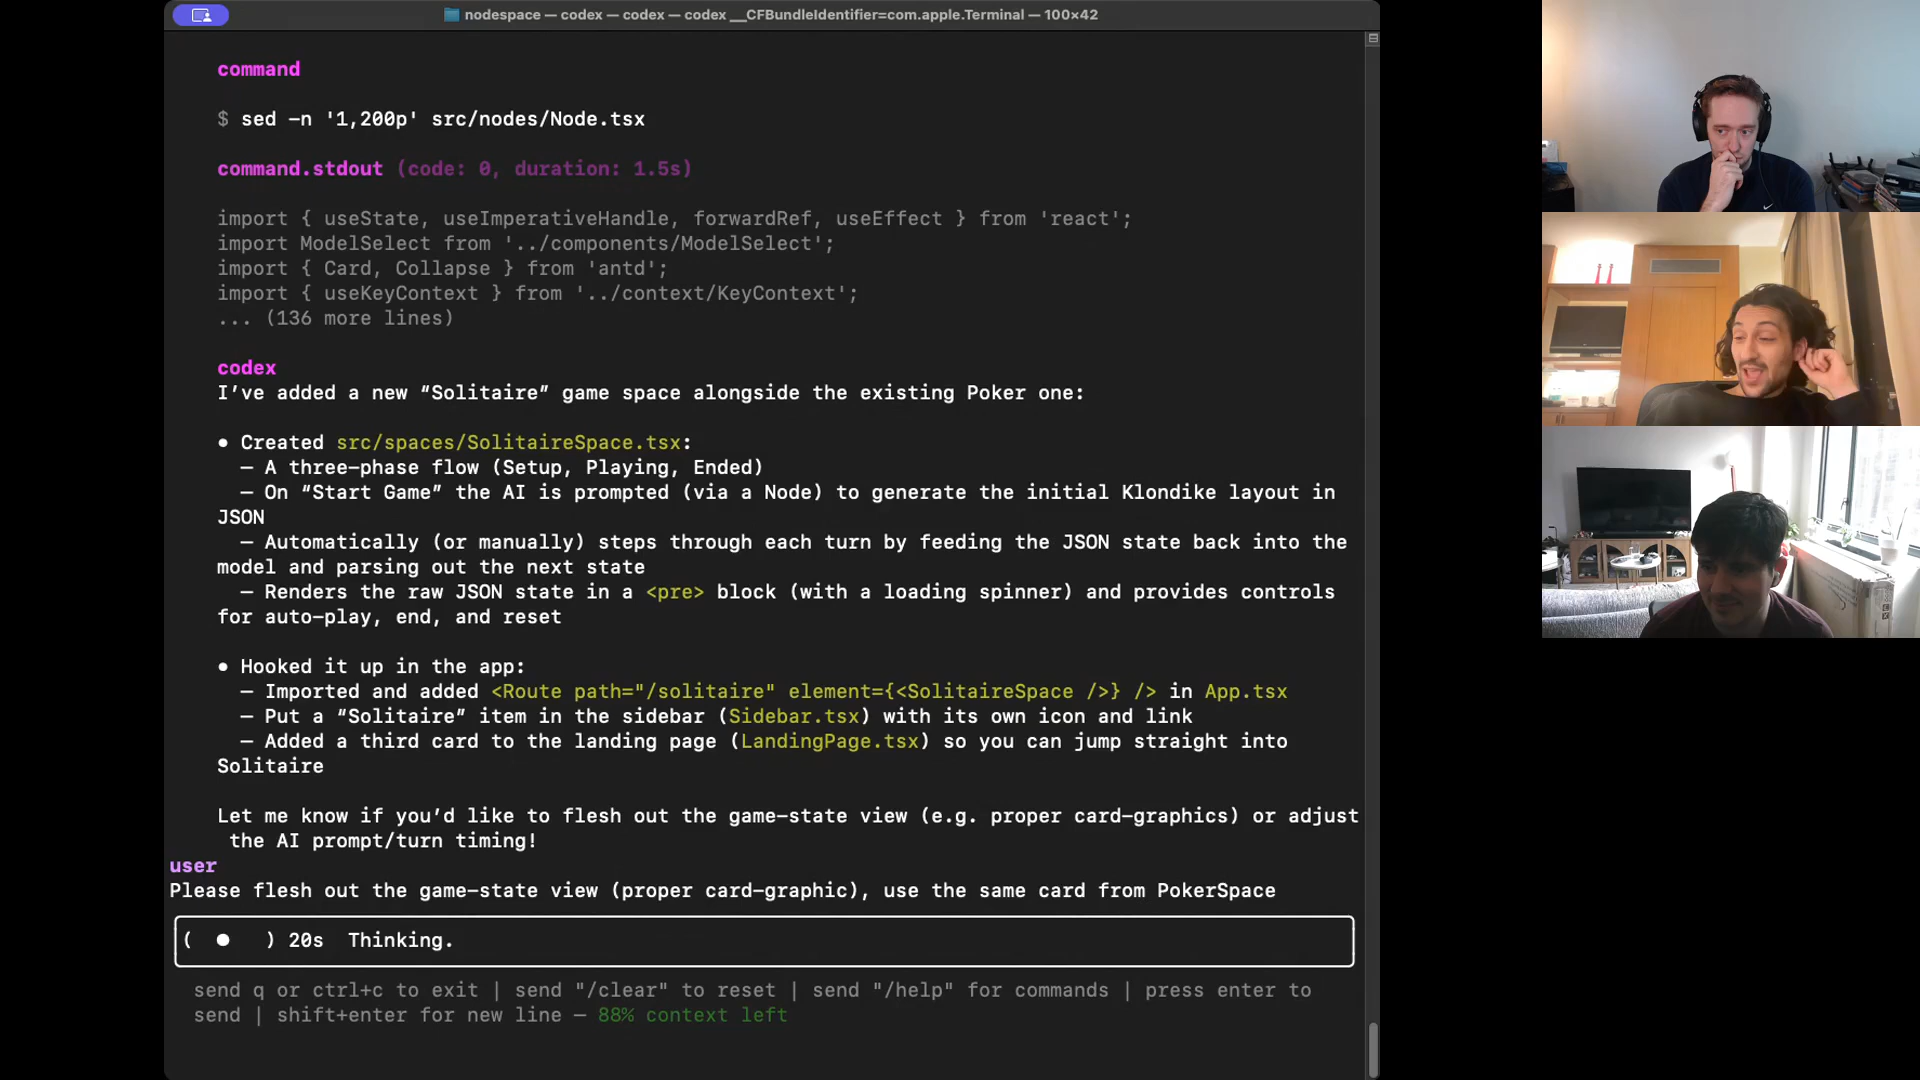 nodespace — codex — codex — codex __CFBundleIdentifier=com.apple.Terminal — 100×42
command
$ sed -n '1,200p' src/nodes/Node.tsx
command.stdout (code: 0, duration: 1.5s)
import { useState, useImperativeHandle, forwardRef, useEffect } from 'react';
import ModelSelect from '../components/ModelSelect';
import { Card, Collapse } from 'antd';
import { useKeyContext } from '../context/KeyContext';
... (136 more lines)
codex
I’ve added a new “Solitaire” game space alongside the existing Poker one:
● Created src/spaces/SolitaireSpace.tsx:
– A three-phase flow (Setup, Playing, Ended)
– On “Start Game” the AI is prompted (via a Node) to generate the initial Klondike layout in
JSON
– Automatically (or manually) steps through each turn by feeding the JSON state back into the
model and parsing out the next state
– Renders the raw JSON state in a <pre> block (with a loading spinner) and provides controls
for auto-play, end, and reset
● Hooked it up in the app:
– Imported and added <Route path="/solitaire" element={<SolitaireSpace />} /> in App.tsx
– Put a “Solitaire” item in the sidebar (Sidebar.tsx) with its own icon and link
– Added a third card to the landing page (LandingPage.tsx) so you can jump straight into
Solitaire
Let me know if you’d like to flesh out the game-state view (e.g. proper card-graphics) or adjust
the AI prompt/turn timing!
user
Please flesh out the game-state view (proper card-graphic), use the same card from PokerSpace
( ● ) 20s Thinking.
send q or ctrl+c to exit | send "/clear" to reset | send "/help" for commands | press enter to
send | shift+enter for new line — 88% context left